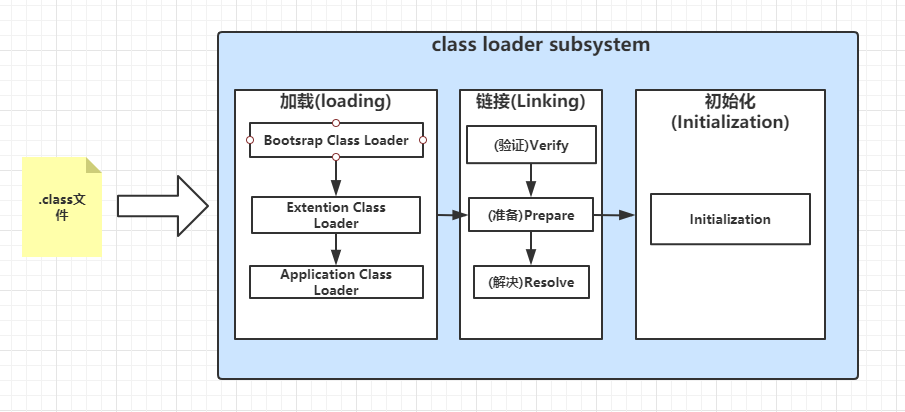 class loader subsystem
加载(loading)
Bootsrap Class Loader
Extention Class
Loader
Application Class
Loader
链接(Linking)
(验证)Verify
(准备)Prepare
(解决)Resolve
初始化
(Initialization)
Initialization
.class文
件